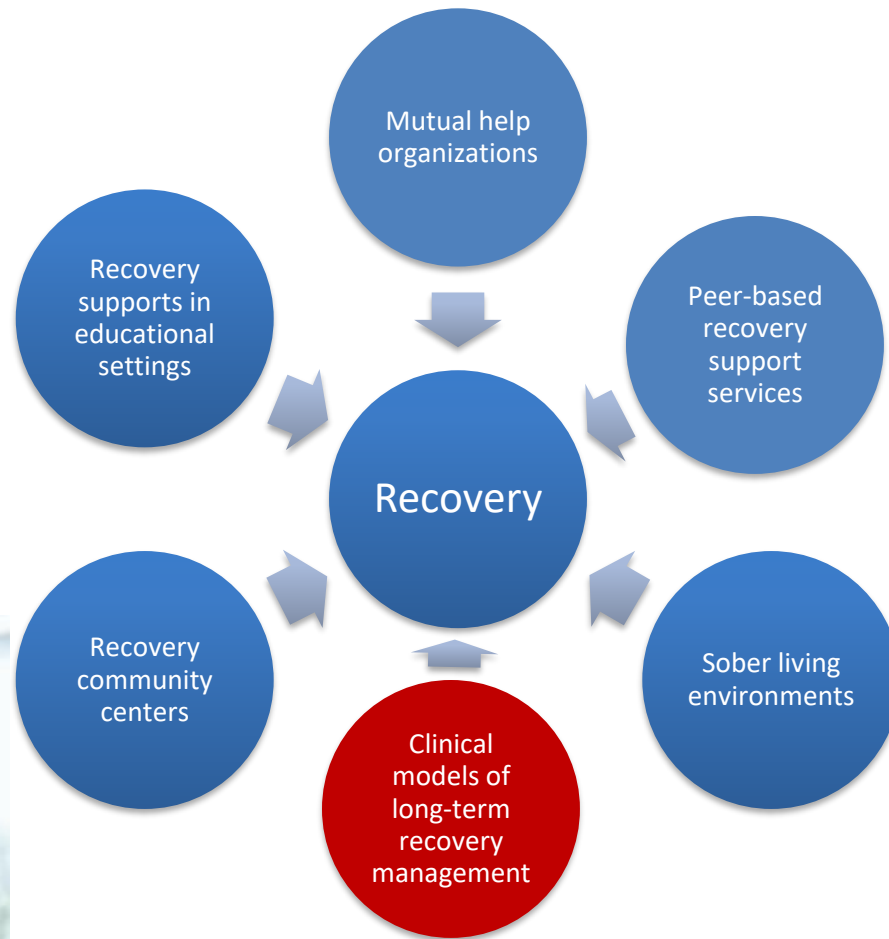 Mutual help
organizations
Peer-based
recovery
support
services
Sober living
environments
Clinical
models of
long-term
recovery
management
Recovery
community
centers
Recovery
supports in
educational
settings
Recovery